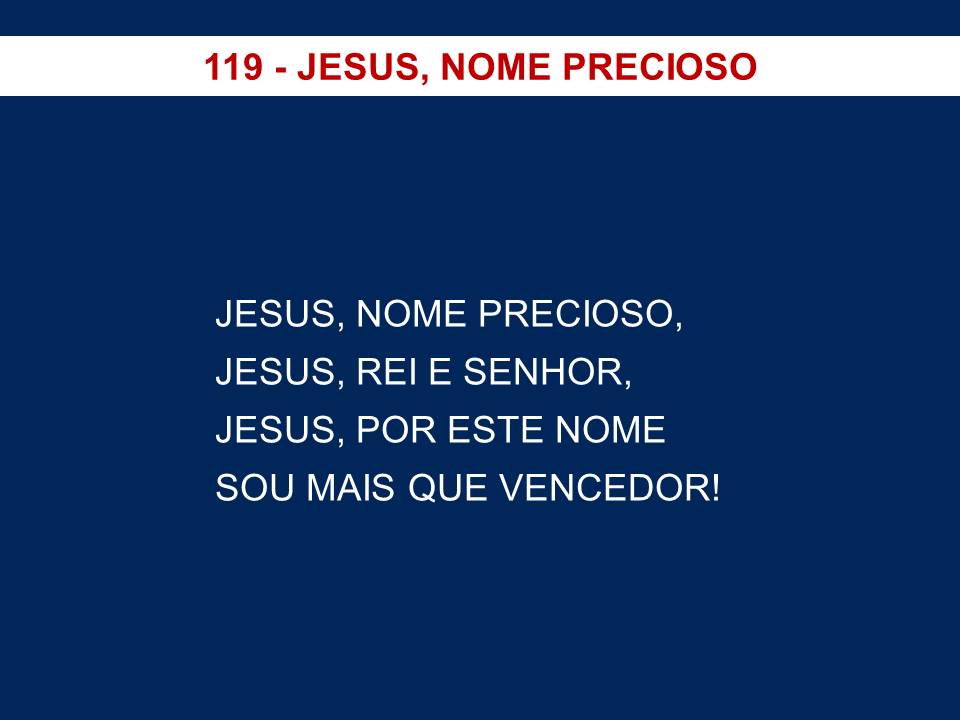 119 - JESUS, NOME PRECIOSO
JESUS, NOME PRECIOSO,
JESUS, REI E SENHOR,
JESUS, POR ESTE NOME
SOU MAIS QUE VENCEDOR!